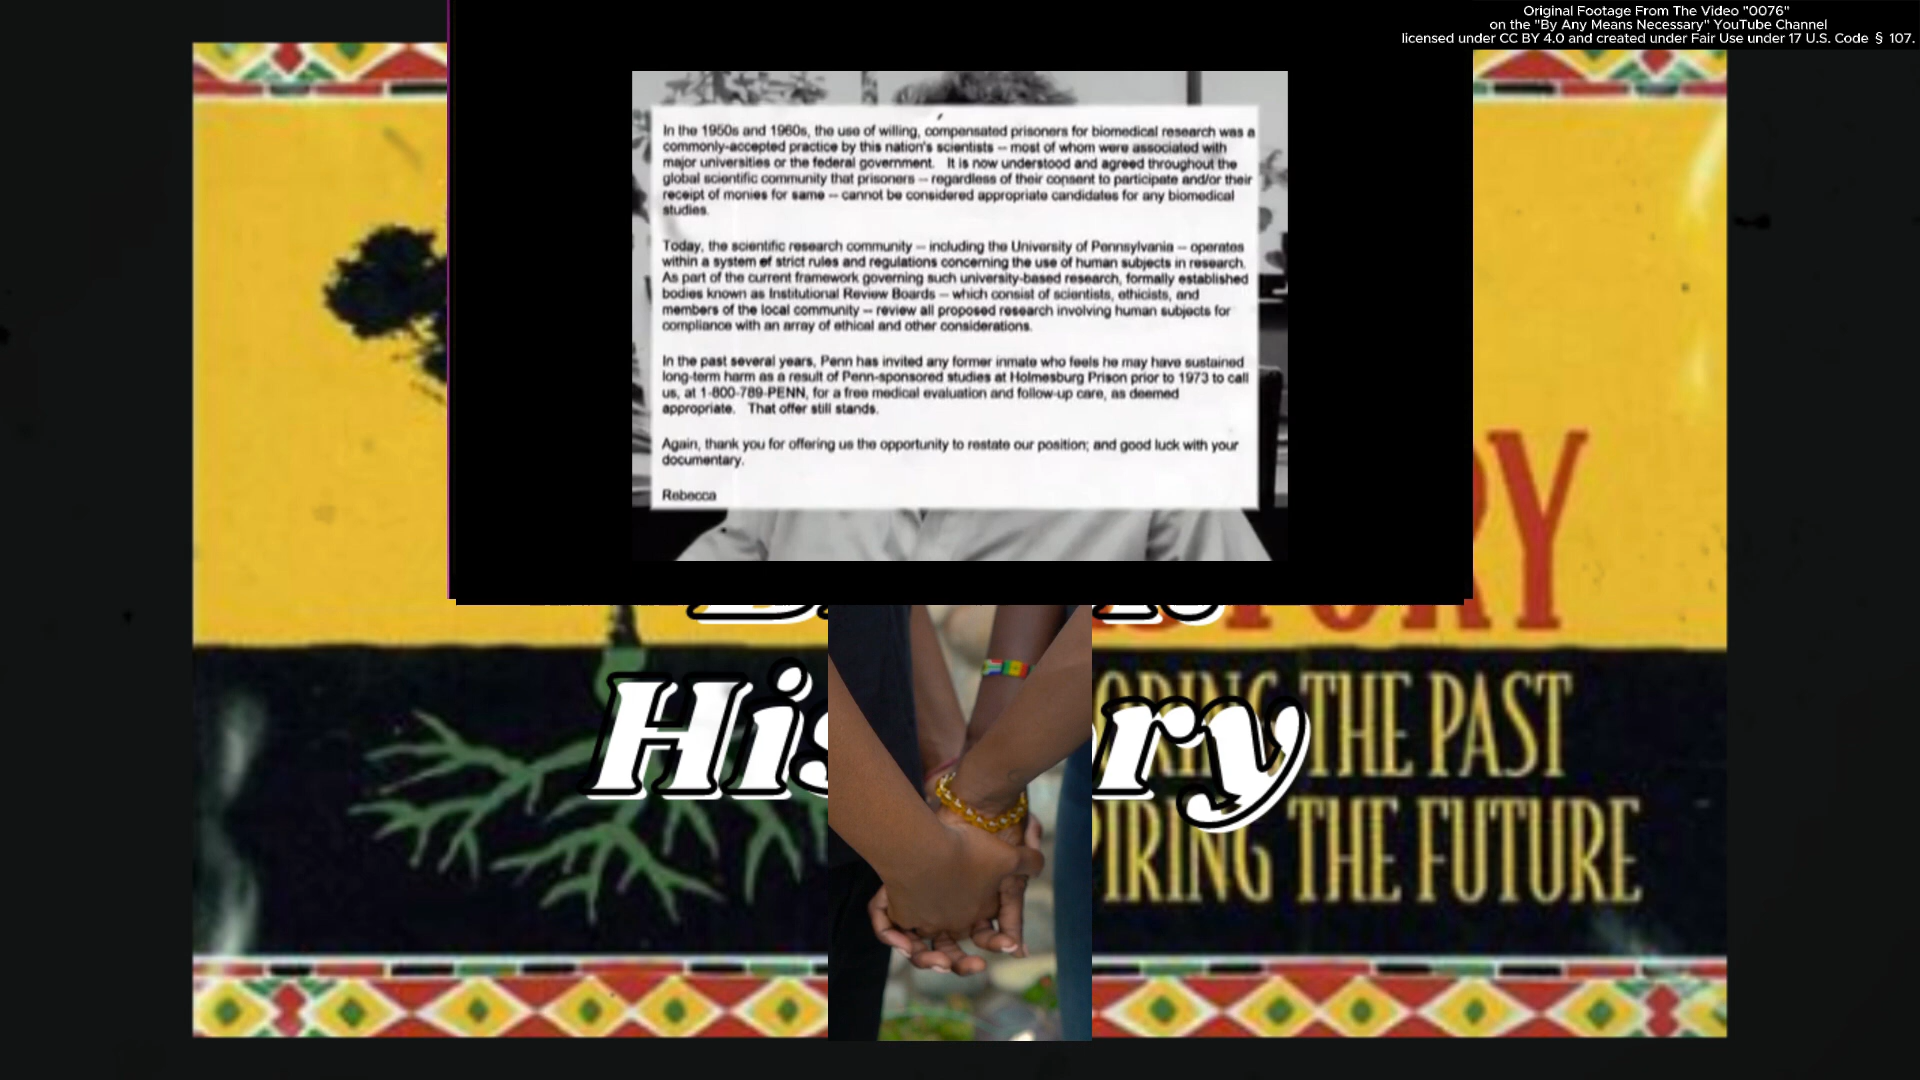 Original Footage From The Video "0076"
on the "By Any Means Necessary" YouTube Channel
licensed under CC BY 4.0 and created under Fair Use under 17 U.S. Code § 107.
In the 1950s and 1960s, the use of willing, compensated prisoners for biomedical research was a
commonly-accepted practice by this nation's scientists -- most of whom were associated with
major universities or the federal government. It is now understood and agreed throughout the
global scientific community that prisoners -- regardless of their consent to participate and/or their
receipt of monies for same -- cannot be considered appropriate candidates for any biomedical
studies.
Today, the scientific research community -- including the University of Pennsylvania -- operates
within a system of strict rules and regulations concerning the use of human subjects in research.
As part of the current framework governing such university-based research, formally established
bodies known as Institutional Review Boards -- which consist of scientists, ethicists, and
members of the local community -- review all proposed research involving human subjects for
compliance with an array of ethical and other considerations.
In the past several years, Penn has invited any former inmate who feels he may have sustained
long-term harm as a result of Penn-sponsored studies at Holmesburg Prison prior to 1973 to call
us, at 1-800-789-PENN, for a free medical evaluation and follow-up care, as deemed
appropriate. That offer still stands.
Again, thank you for offering us the opportunity to restate our position; and good luck with your
documentary.
Rebecca
THE PAST
THE FUTURE